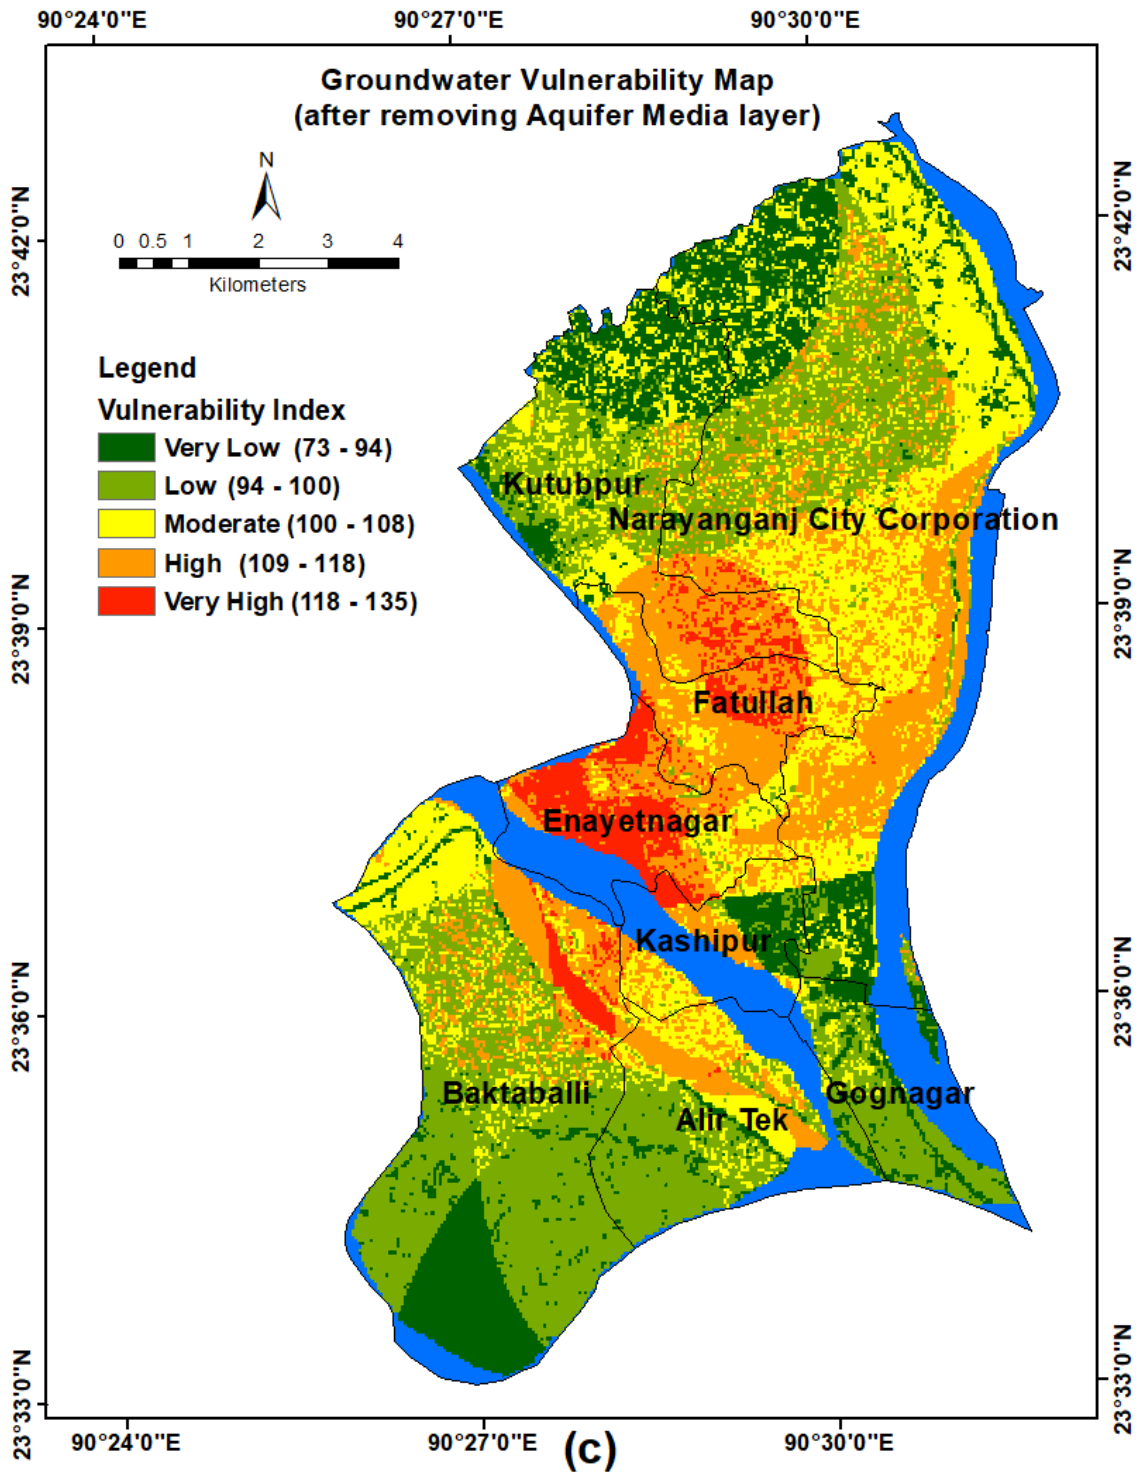 90°24'0"E 90°27'0"E 90°30'0"E
Groundwater Vulnerability Map
(after removing Aquifer Media layer)
N
0 0.5 1 2 3 4
Kilometers
23°42'0"N
23°42'0"N
Legend
Vulnerability Index
Very Low (73 - 94)
Low (94 - 100)
Moderate (100 - 108)
High (109 - 118)
Very High (118 - 135)
Kutubpur
Narayanganj City Corporation
23°39'0"N
23°39'0"N
Fatullah
Enayetnagar
Kashipur
23°36'0"N
23°36'0"N
Baktaballi
Alir Tek
Gognagar
23°33'0"N
23°33'0"N
90°24'0"E 90°27'0"E 90°30'0"E
(c)